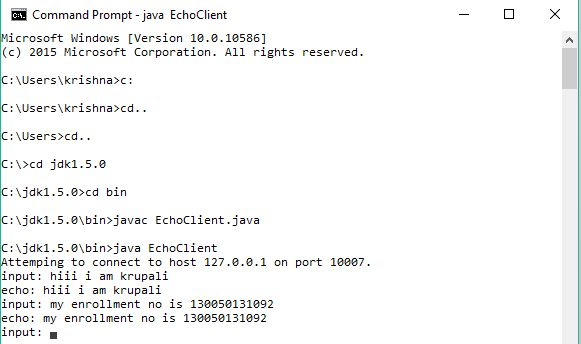 Command Prompt - java EchoClient
Microsoft Windows [Version 10.0.10586]
(c) 2015 Microsoft Corporation. All rights reserved.
C:\Users\krishna>c:
C:\Users\krishna>cd..
C:\Users>cd..
C:\>cd jdk1.5.0
C:\jdk1.5.0>cd bin
C:\jdk1.5.0\bin>javac EchoClient.java
C:\jdk1.5.0\bin>java EchoClient
Attemping to connect to host 127.0.0.1 on port 10007.
input: hiii i am krupali
echo: hiii i am krupali
input: my enrollment no is 130050131092
echo: my enrollment no is 130050131092
input: